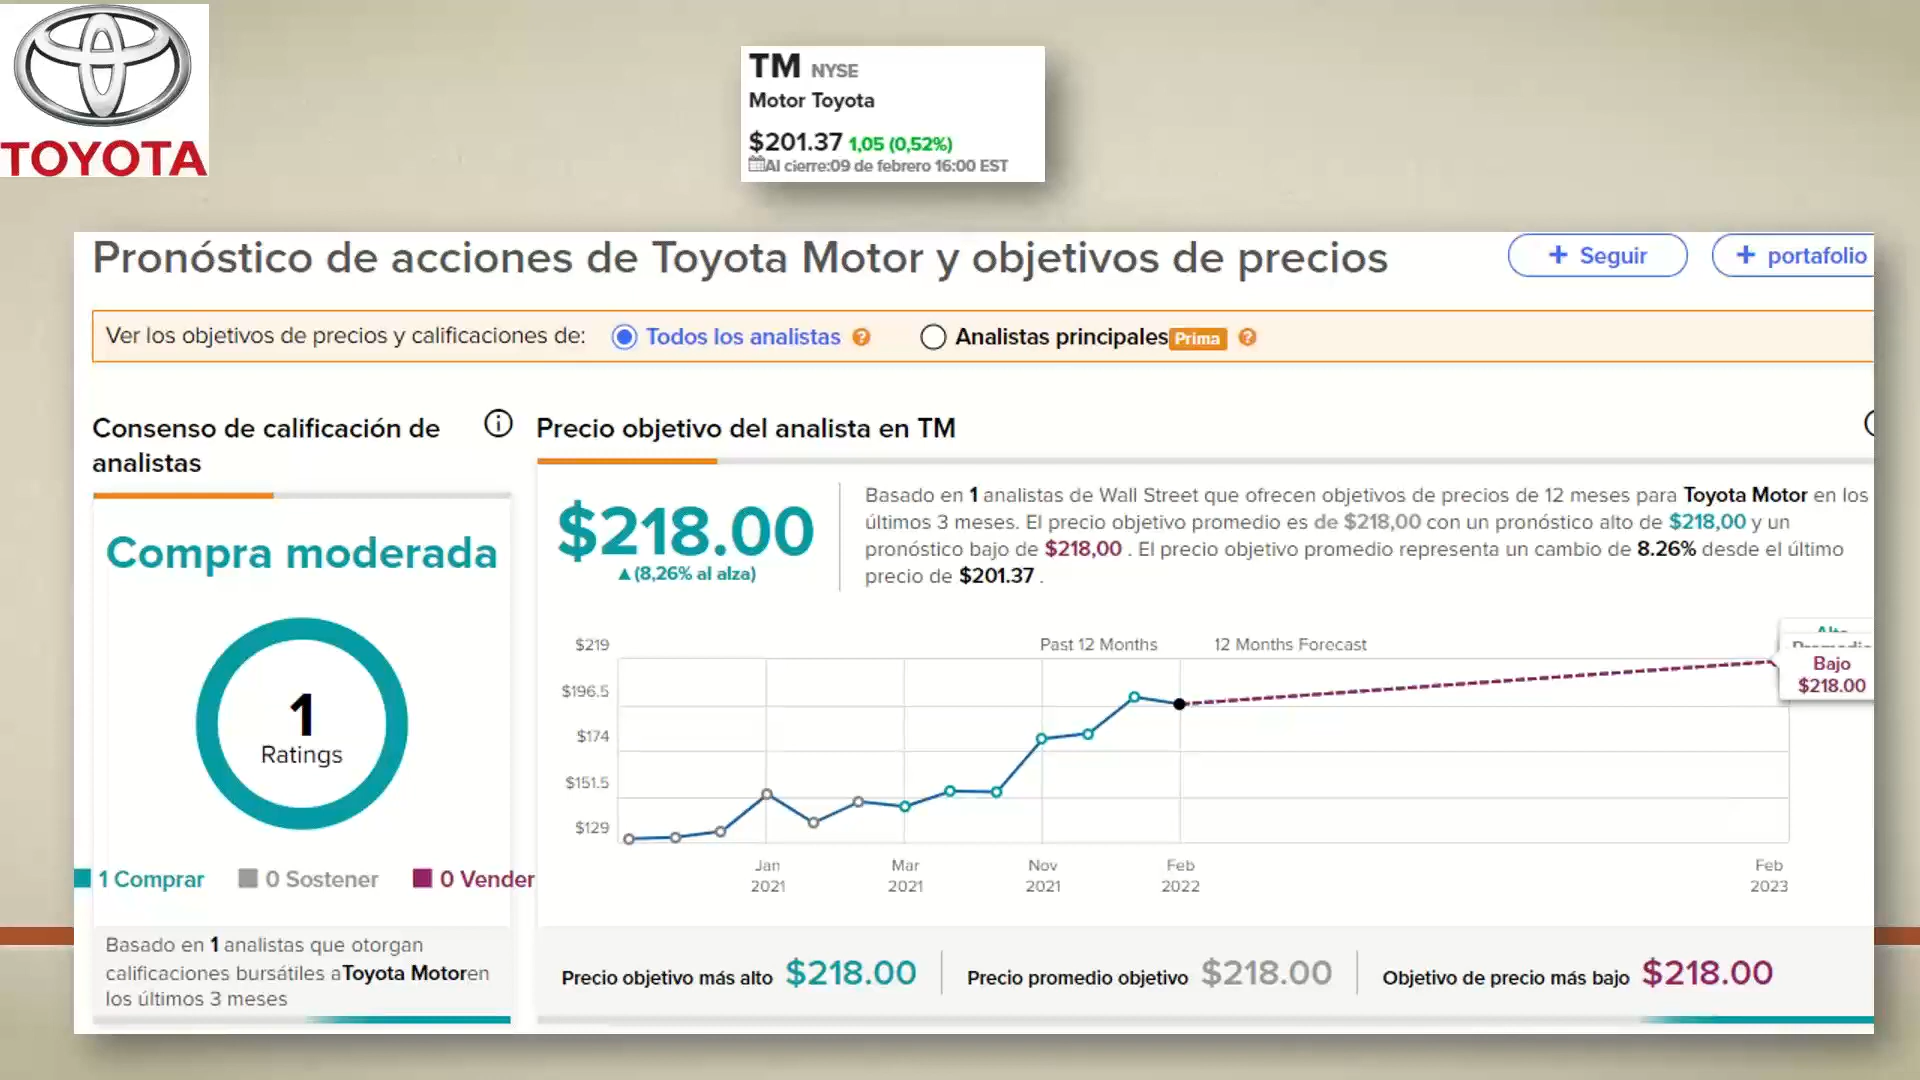 TOYOTA
TM NYSE
Motor Toyota
$201.37 1,05 (0,52%)
Al cierre:09 de febrero 16:00 EST
Pronóstico de acciones de Toyota Motor y objetivos de precios
+ Seguir
+ portafolio
Ver los objetivos de precios y calificaciones de:
Todos los analistas ?
Analistas principales Prima ?
Consenso de calificación de
analistas
Compra moderada
1
Ratings
1 Comprar
0 Sostener
0 Vender
Basado en 1 analistas que otorgan
calificaciones bursátiles a Toyota Motor en
los últimos 3 meses
Precio objetivo del analista en TM
$218.00
▲(8,26% al alza)
Basado en 1 analistas de Wall Street que ofrecen objetivos de precios de 12 meses para Toyota Motor en los
últimos 3 meses. El precio objetivo promedio es de $218,00 con un pronóstico alto de $218,00 y un
pronóstico bajo de $218,00 . El precio objetivo promedio representa un cambio de 8.26% desde el último
precio de $201.37 .
Past 12 Months
12 Months Forecast
$219
$196.5
$174
$151.5
$129
Bajo
$218.00
Jan
2021
Mar
2021
Nov
2021
Feb
2022
Feb
2023
Precio objetivo más alto $218.00
Precio promedio objetivo $218.00
Objetivo de precio más bajo $218.00